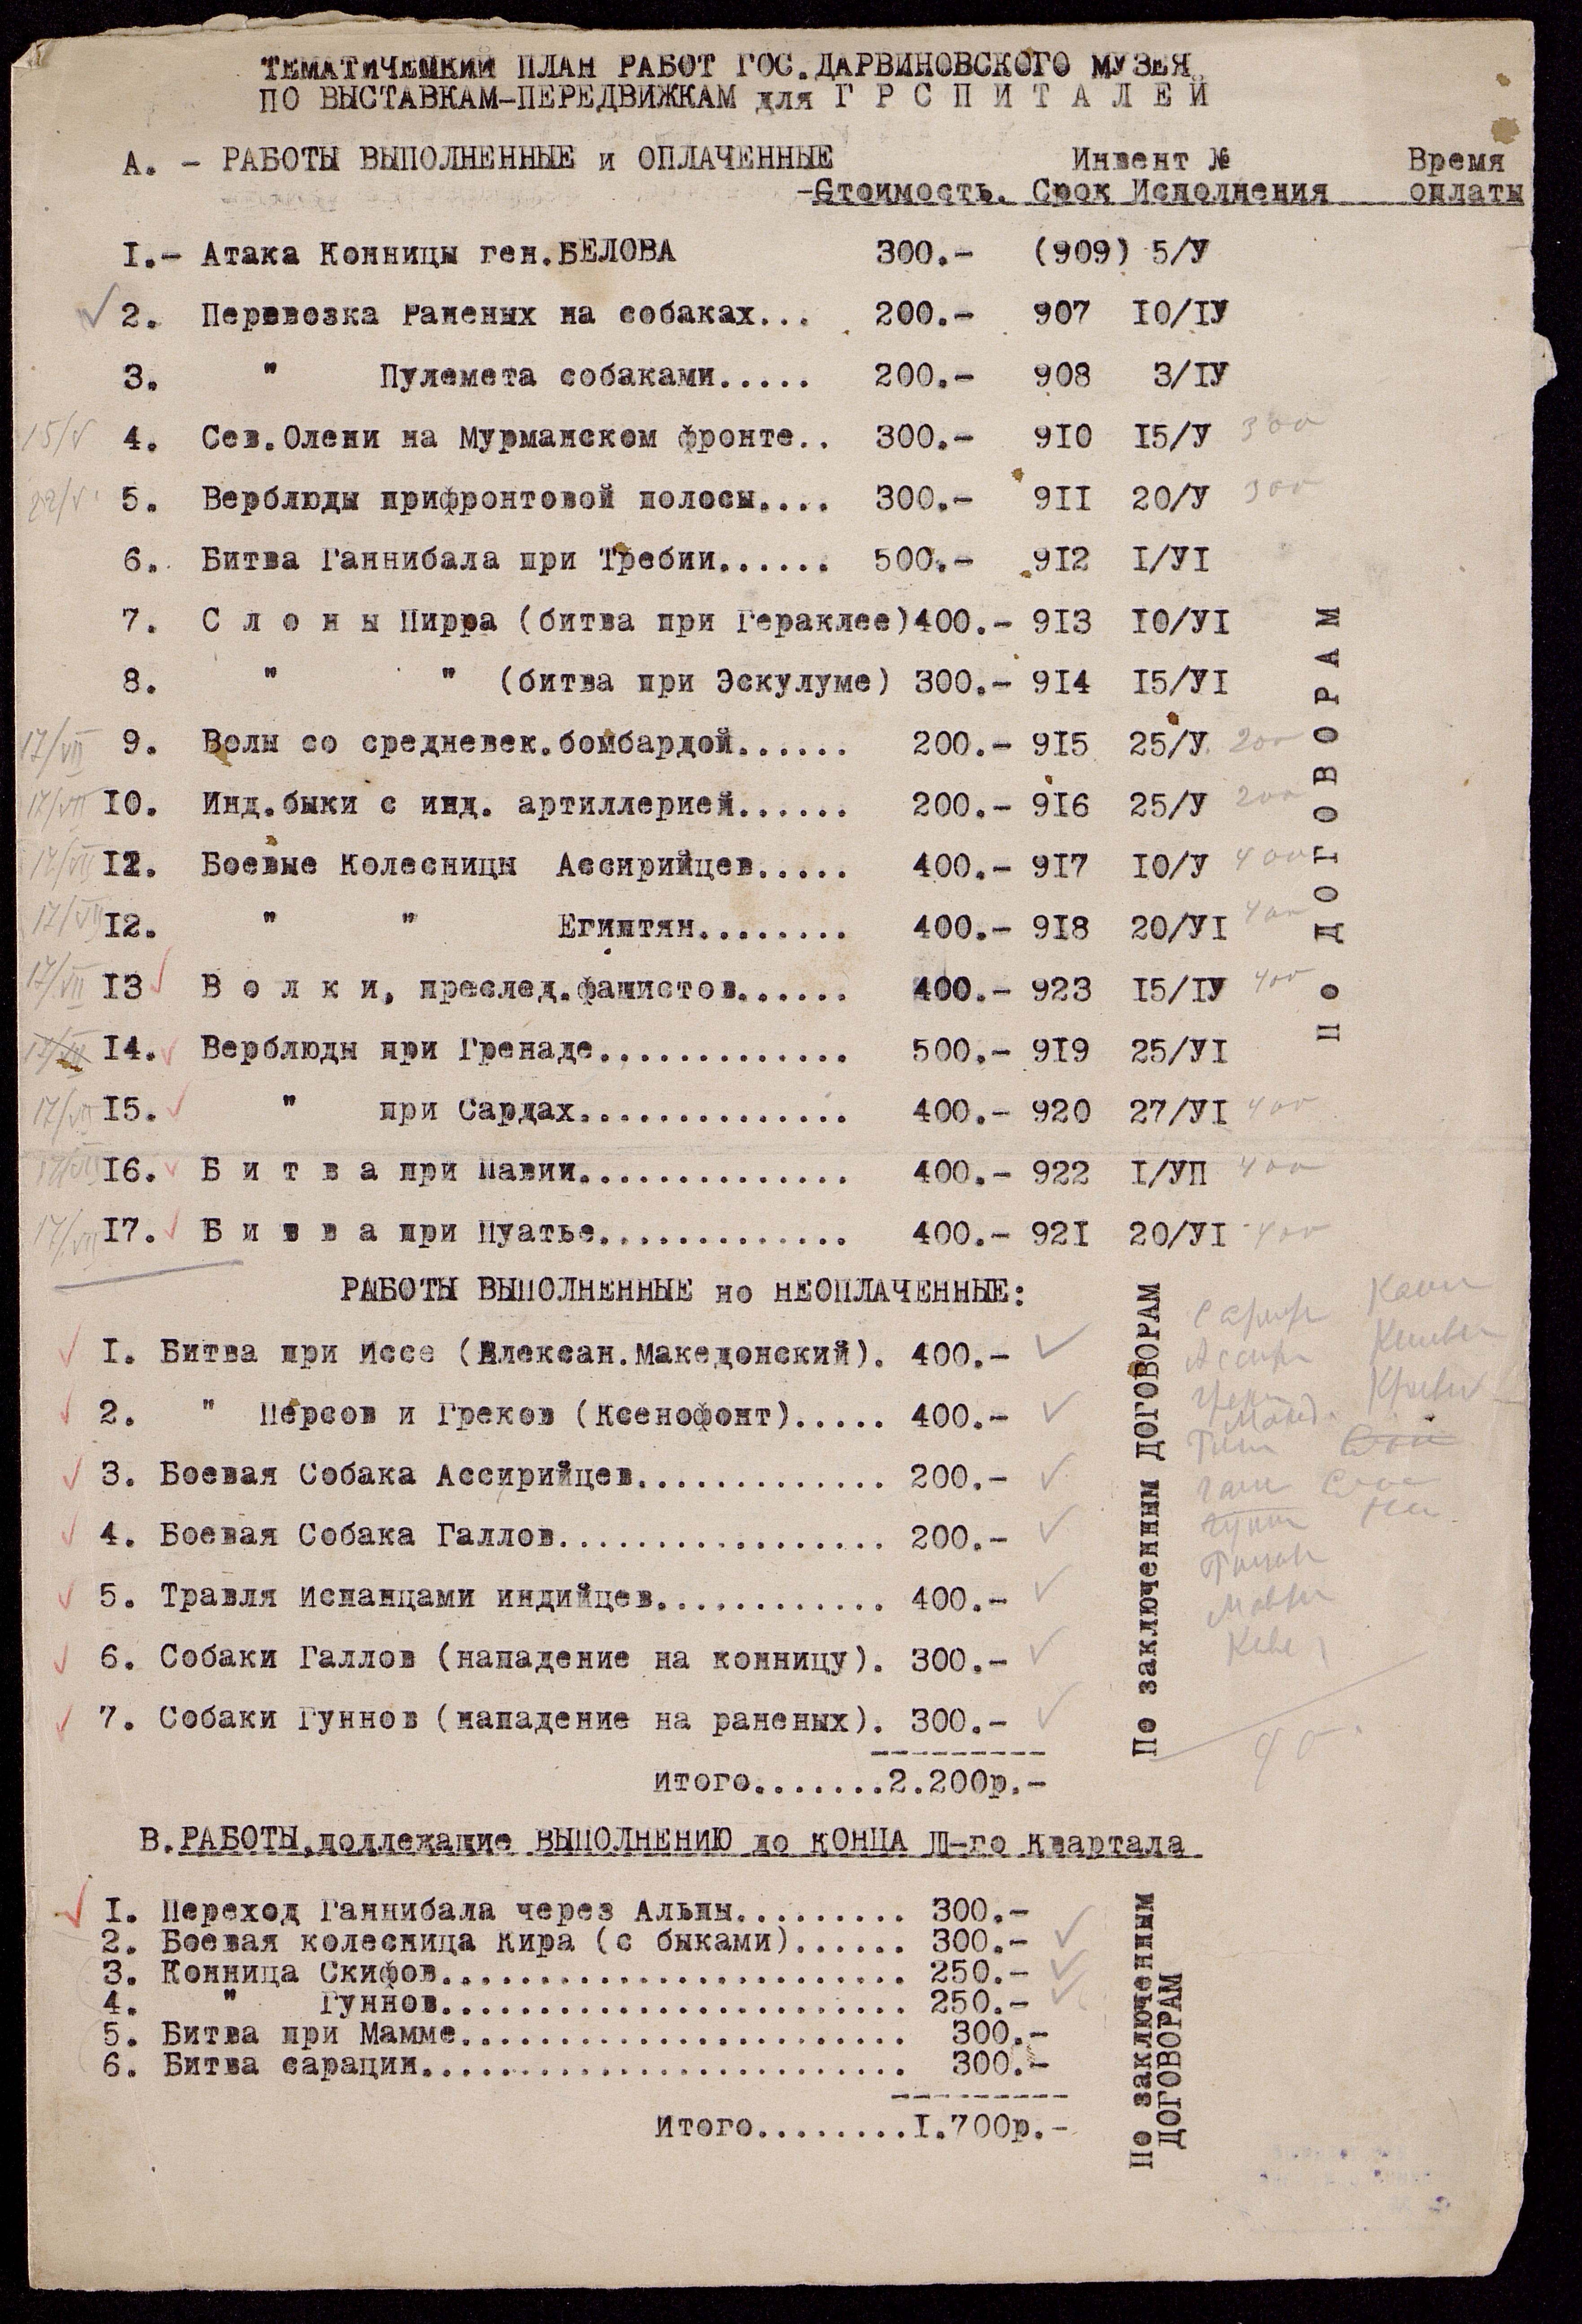 ТЕМАТИЧЕШКИЙ ПЛАН РАБОТ ГОС.ДАРВИНОВСКОГО МУЗЕЯ
ПО ВЫСТАВКАМ-ПЕРЕДВИЖКАМ для Г Р С П И Т А Л Е Й
А. - РАБОТЫ ВЫПОЛНЕННЫЕ и ОПЛАЧЕННЫЕ Инвент № Время
-Стоимость. Срок Исполнения оплаты
I.- Атака Конницы ген.БЕЛОВА 300.- (909) 5/У
2. Перевозка Раненых на собаках... 200.- 907 IO/IУ
3. " Пулемета собаками..... 200.- 908 3/IУ
15/V 4. Сев.Олени на Мурманском фронте.. 300.- 9IO I5/У 300
22/V 5. Верблюды прифронтовой полосы.... 300.- 9II 20/У 300
6. Битва Ганнибала при Требии...... 500.- 9I2 I/УI
7. С л о н ы Пирра (битва при Гераклее)400.- 9I3 IO/УI
8. " " (битва при Эскулуме) 300.- 9I4 I5/УI
17/VII 9. Волы со средневек.бомбардой...... 200.- 9I5 25/У. 200
17/VII IO. Инд.быки с инд. артиллерией...... 200.- 9I6 25/У 200
17/VII I2. Боевые Колесницы Ассирийцев..... 400.- 9I7 IO/У 400
17/VII I2. " " Египтян........ 400.- 9I8 20/УI 400
17/VII I3 В о л к и, преслед.фашистов...... 400.- 923 I5/IУ 400
17/VII I4. Верблюды при Гренаде............. 500.- 9I9 25/УI
17/VII I5. " при Сардах.............. 400.- 920 27/УI 400
17/VII I6. Б и т в а при Павии.............. 400.- 922 I/УП 400
17/VII I7. Б и т в а при Пуатье............. 400.- 92I 20/УI 400
По ДОГОВОРАМ
РАБОТЫ ВЫПОЛНЕННЫЕ но НЕОПЛАЧЕННЫЕ:
I. Битва при Иссе (Алексан.Македонский). 400.-
2. " Персов и Греков (Ксенофонт)..... 400.-
3. Боевая Собака Ассирийцев............. 200.-
4. Боевая Собака Галлов................. 200.-
5. Травля Испанцами индийцев............ 400.-
6. Собаки Галлов (нападение на конницу). 300.-
7. Собаки Гуннов (нападение на раненых). 300.-
---------
Итого.......2.200р.-
По заключенным ДОГОВОРАМ
В.РАБОТЫ,подлежащие ВЫПОЛНЕНИЮ до КОНЦА Ш-го Квартала
I. Переход Ганнибала через Альпы......... 300.-
2. Боевая колесница Кира (с быками)...... 300.-
3. Конница Скифов........................ 250.-
4. " Гуннов........................ 250.-
5. Битва при Мамме....................... 300.-
6. Битва сарацин......................... 300.-
---------
Итого........I.700р.-
По заключенным
ДОГОВОРАМ